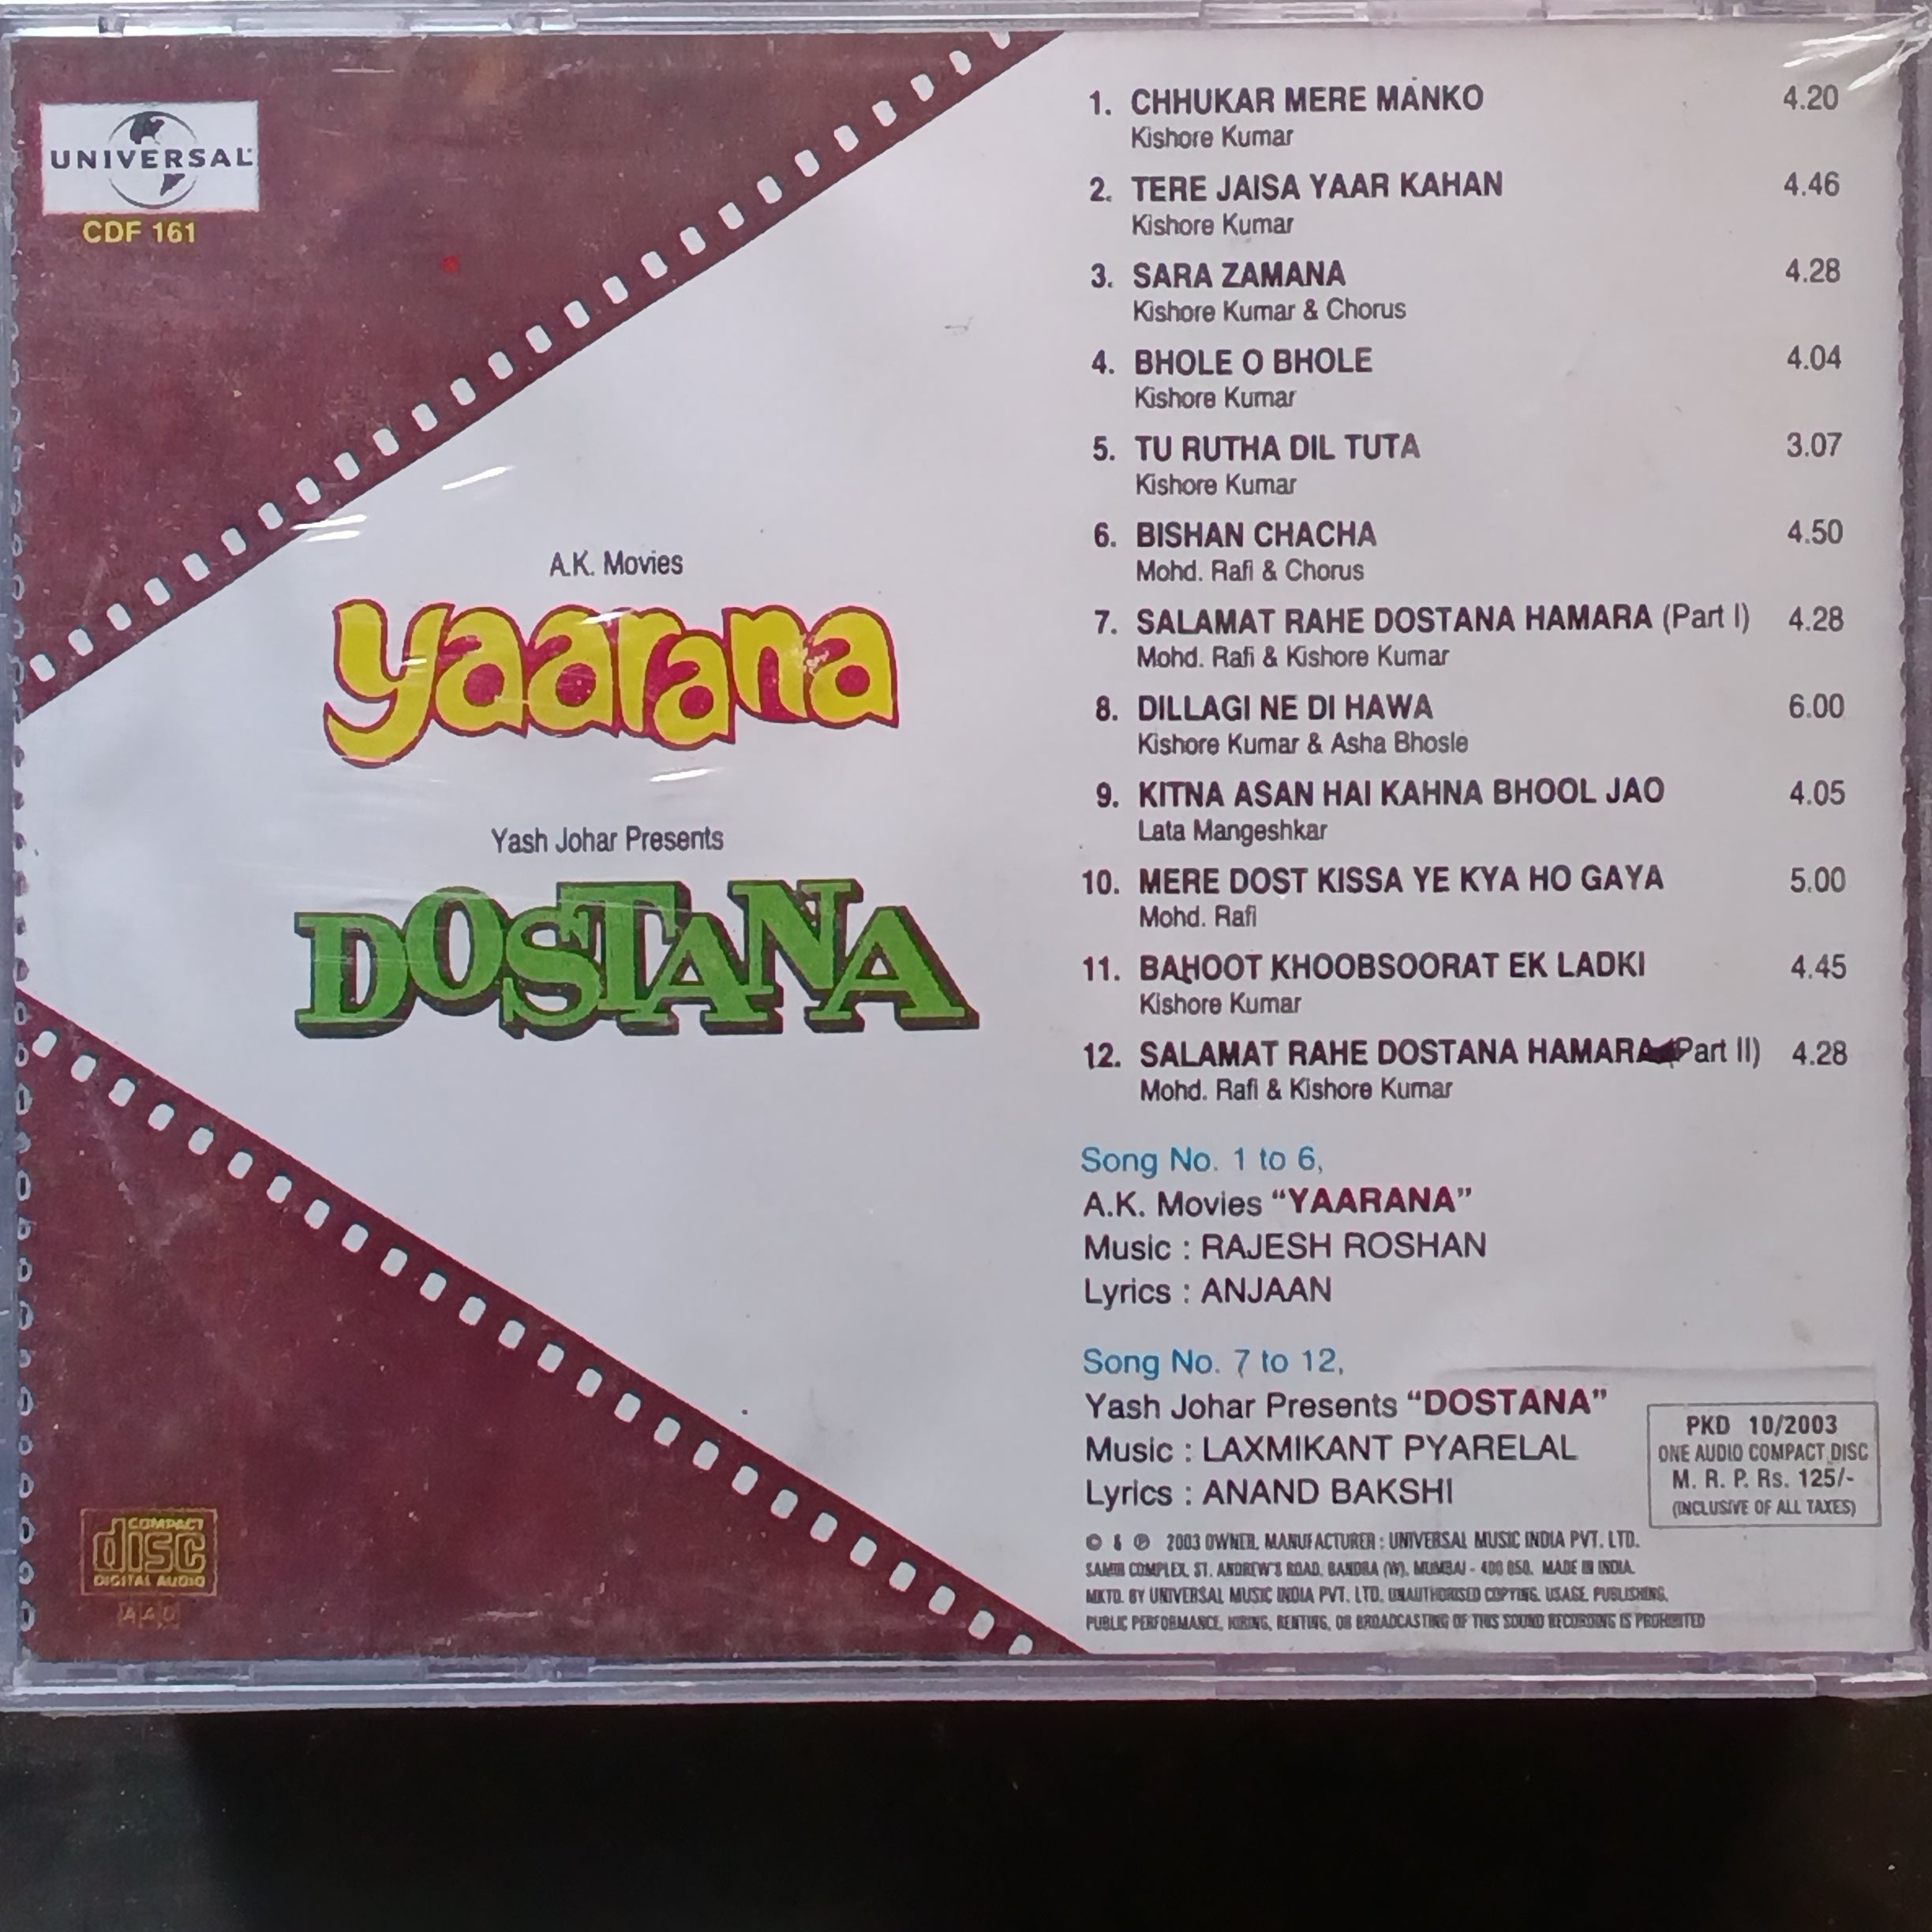 UNIVERSAL
CDF 161
A.K. Movies
yaarana
Yash Johar Presents
DOSTANA
COMPACT
disc
DIGITAL AUDIO
AAD
1. CHHUKAR MERE MANKO 4.20
Kishore Kumar
2. TERE JAISA YAAR KAHAN 4.46
Kishore Kumar
3. SARA ZAMANA 4.28
Kishore Kumar & Chorus
4. BHOLE O BHOLE 4.04
Kishore Kumar
5. TU RUTHA DIL TUTA 3.07
Kishore Kumar
6. BISHAN CHACHA 4.50
Mohd. Rafi & Chorus
7. SALAMAT RAHE DOSTANA HAMARA (Part I) 4.28
Mohd. Rafi & Kishore Kumar
8. DILLAGI NE DI HAWA 6.00
Kishore Kumar & Asha Bhosle
9. KITNA ASAN HAI KAHNA BHOOL JAO 4.05
Lata Mangeshkar
10. MERE DOST KISSA YE KYA HO GAYA 5.00
Mohd. Rafi
11. BAHOOT KHOOBSOORAT EK LADKI 4.45
Kishore Kumar
12. SALAMAT RAHE DOSTANA HAMARA (Part II) 4.28
Mohd. Rafi & Kishore Kumar
Song No. 1 to 6,
A.K. Movies “YAARANA”
Music : RAJESH ROSHAN
Lyrics : ANJAAN
Song No. 7 to 12,
Yash Johar Presents “DOSTANA”
Music : LAXMIKANT PYARELAL
Lyrics : ANAND BAKSHI
PKD 10/2003
ONE AUDIO COMPACT DISC
M. R. P. Rs. 125/-
(INCLUSIVE OF ALL TAXES)
© & ℗ 2003 OWNER, MANUFACTURER : UNIVERSAL MUSIC INDIA PVT. LTD.
SAMIR COMPLEX, ST. ANDREW'S ROAD, BANDRA (W), MUMBAI - 400 050. MADE IN INDIA.
MKTD. BY UNIVERSAL MUSIC INDIA PVT. LTD. UNAUTHORISED COPYING, USAGE, PUBLISHING,
PUBLIC PERFORMANCE, HIRING, RENTING, OR BROADCASTING OF THIS SOUND RECORDING IS PROHIBITED